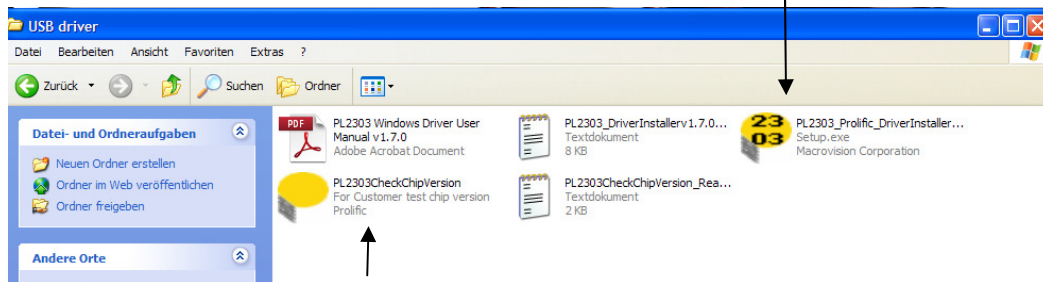 USB driver
Datei Bearbeiten Ansicht Favoriten Extras ?
Zurück Suchen Ordner
Datei- und Ordneraufgaben
Neuen Ordner erstellen
Ordner im Web veröffentlichen
Ordner freigeben
Andere Orte
PDF
PL2303 Windows Driver User
Manual v1.7.0
Adobe Acrobat Document
PL2303_DriverInstallerv1.7.0...
Textdokument
8 KB
23
03
PL2303_Prolific_DriverInstaller...
Setup.exe
Macrovision Corporation
PL2303CheckChipVersion
For Customer test chip version
Prolific
PL2303CheckChipVersion_Rea...
Textdokument
2 KB